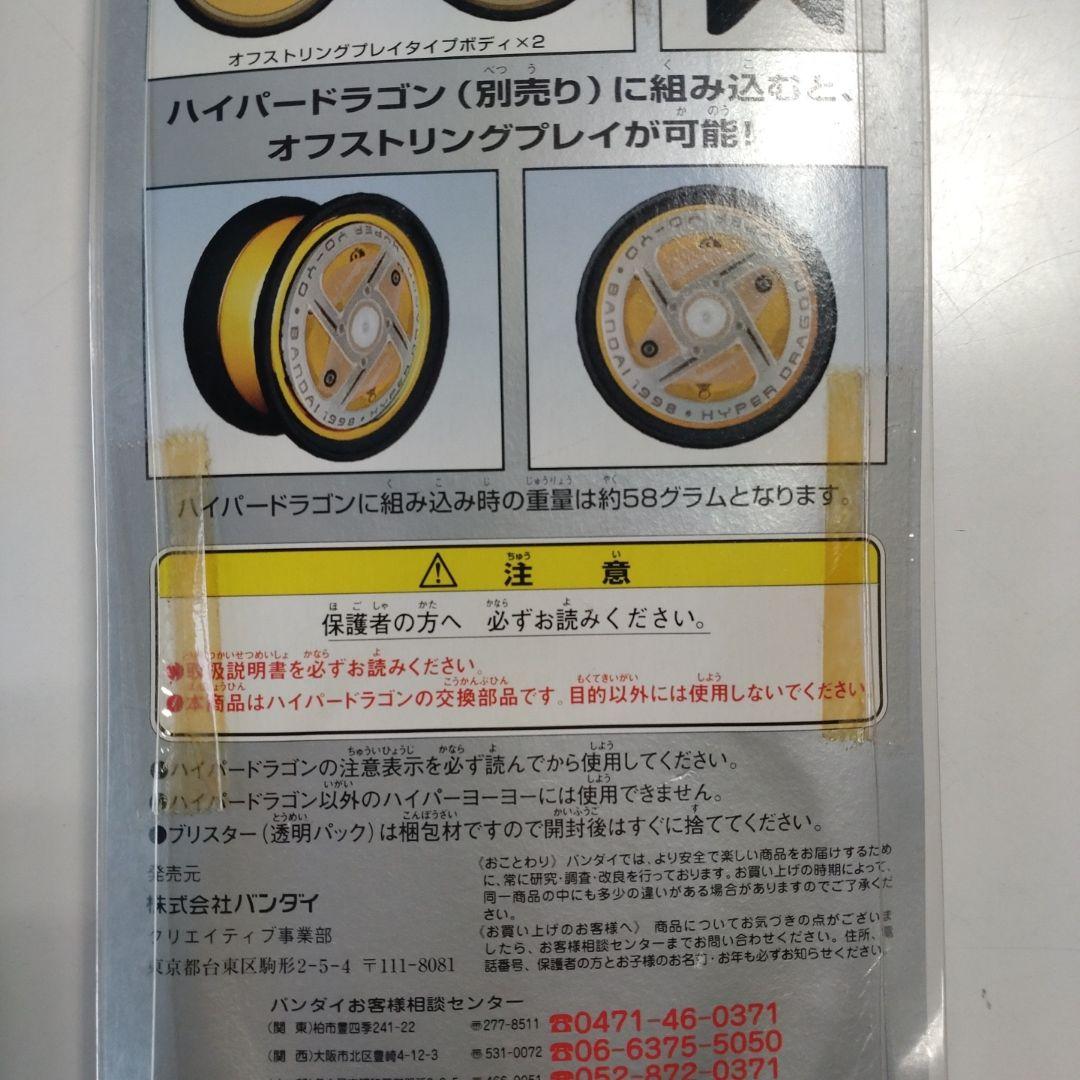 オフストリングプレイタイプボディ×2
ハイパードラゴン(別売り)に組み込むと、
オフストリングプレイが可能!
HYPER YO-YO • BANDAI 1998 • HYPER
BANDAI 1998 • HYPER DRAGON
ハイパードラゴンに組み込み時の重量は約58グラムとなります。
⚠ 注 意
保護者の方へ 必ずお読みください。
取扱説明書を必ずお読みください。
●本商品はハイパードラゴンの交換部品です。目的以外には使用しないでください
●ハイパードラゴンの注意表示を必ず読んでから使用してください。
●ハイパードラゴン以外のハイパーヨーヨーには使用できません。
●ブリスター(透明パック)は梱包材ですので開封後はすぐに捨ててください。
発売元
株式会社バンダイ
クリエイティブ事業部
東京都台東区駒形2-5-4 〒111-8081
《おことわり》バンダイでは、より安全で楽しい商品をお届けするため
に、常に研究・調査・改良を行っております。お買い上げの時期によって、
同一商品の中にも多少の違いがある場合がありますのでご了承くだ
さい。
《お買い上げのお客様へ》 商品についてお気づきの点がございま
したら、お客様相談センターまでお問い合わせください。住所、電
話番号、保護者の方とお子様のお名前・お年も必ずお知らせください。
バンダイお客様相談センター
(関 東)柏市豊四季241-22 〒277-8511 ☎0471-46-0371
(関 西)大阪市北区豊崎4-12-3 〒531-0072 ☎06-6375-5050
☎052-872-0371